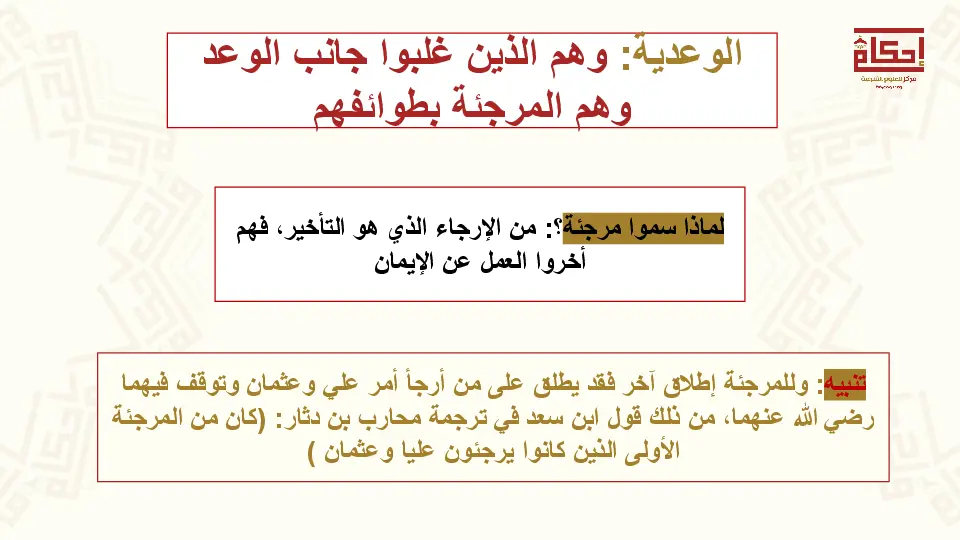 إحكام
مركز للعلوم الشرعية
الوعدية: وهم الذين غلبوا جانب الوعد
وهم المرجئة بطوائفهم
لماذا سموا مرجئة؟: من الإرجاء الذي هو التأخير، فهم
أخروا العمل عن الإيمان
تنبيه: وللمرجئة إطلاق آخر فقد يطلق على من أرجأ أمر علي وعثمان وتوقف فيهما
رضي الله عنهما، من ذلك قول ابن سعد في ترجمة محارب بن دثار: (كان من المرجئة
الأولى الذين كانوا يرجئون عليا وعثمان )